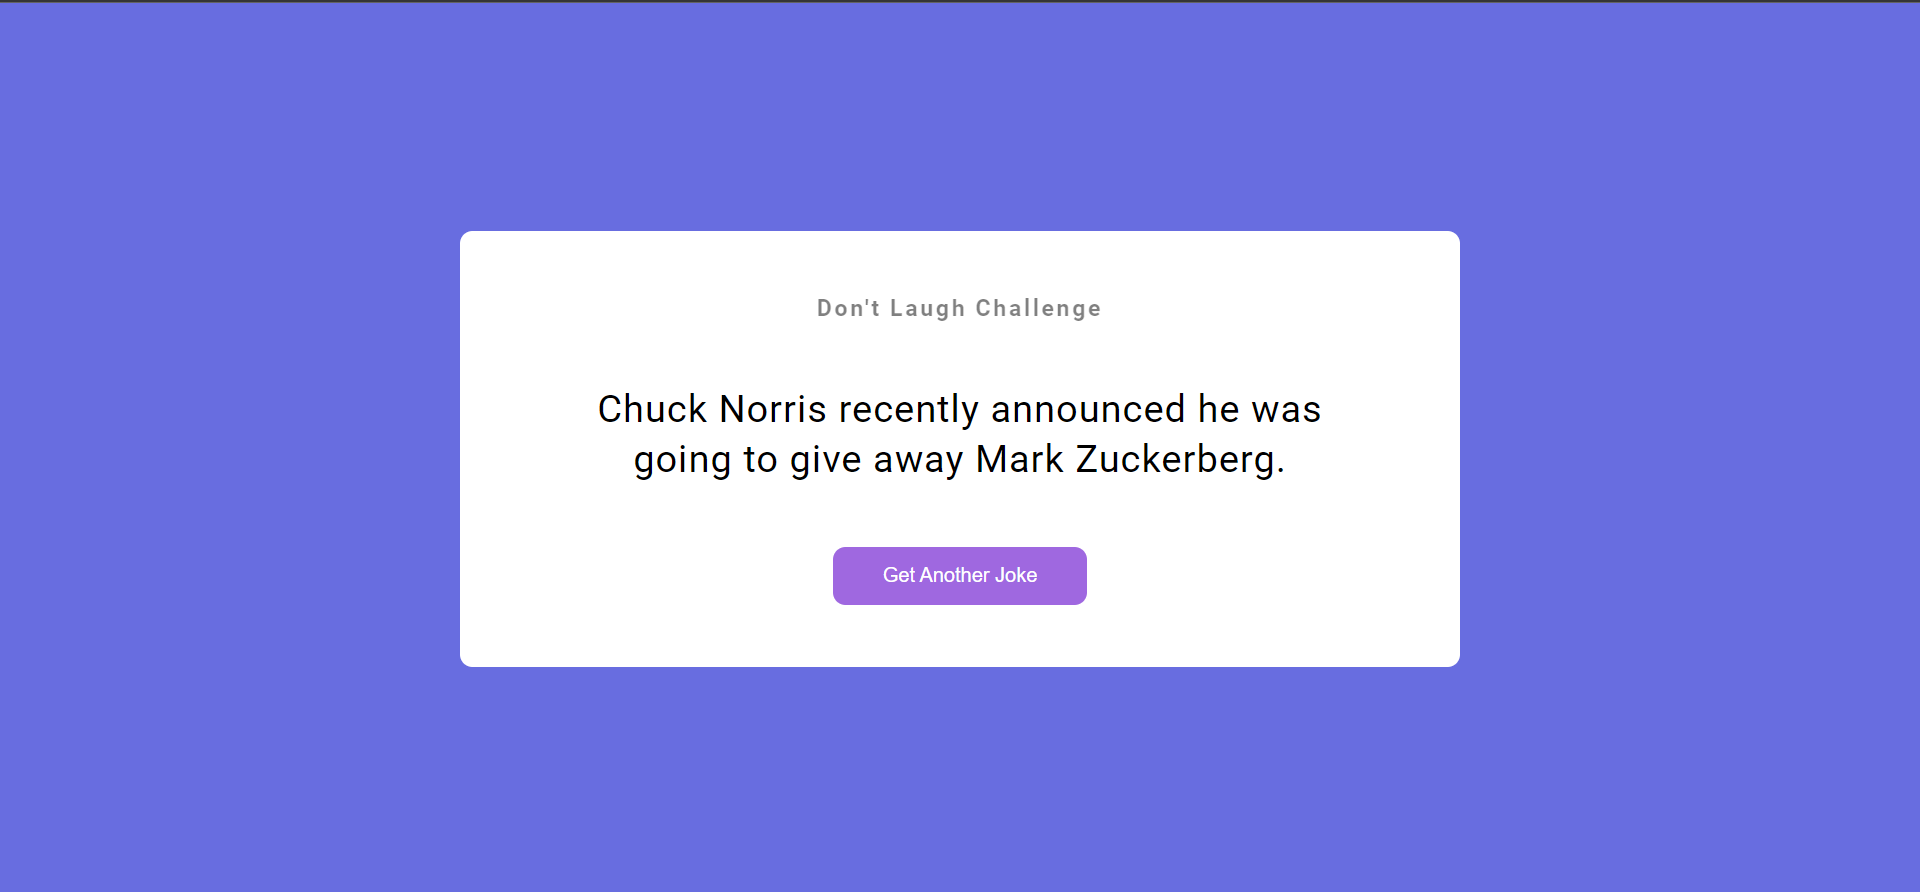 Don't Laugh Challenge
Chuck Norris recently announced he was
going to give away Mark Zuckerberg.
Get Another Joke